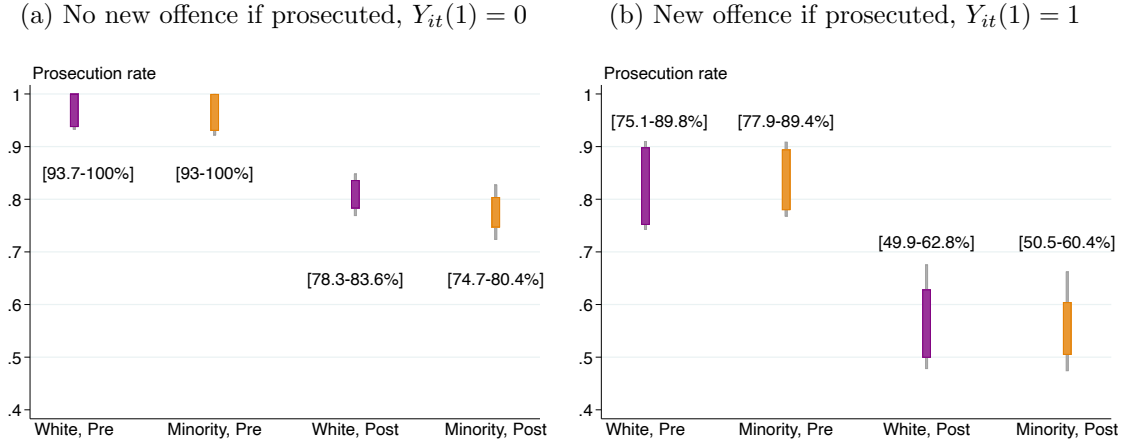 (a) No new offence if prosecuted, Y_{it}(1) = 0
Prosecution rate
1
.9
.8
.7
.6
.5
.4
[93.7-100%]
[93-100%]
[78.3-83.6%]
[74.7-80.4%]
White, Pre
Minority, Pre
White, Post
Minority, Post
(b) New offence if prosecuted, Y_{it}(1) = 1
Prosecution rate
1
.9
.8
.7
.6
.5
.4
[75.1-89.8%]
[77.9-89.4%]
[49.9-62.8%]
[50.5-60.4%]
White, Pre
Minority, Pre
White, Post
Minority, Post